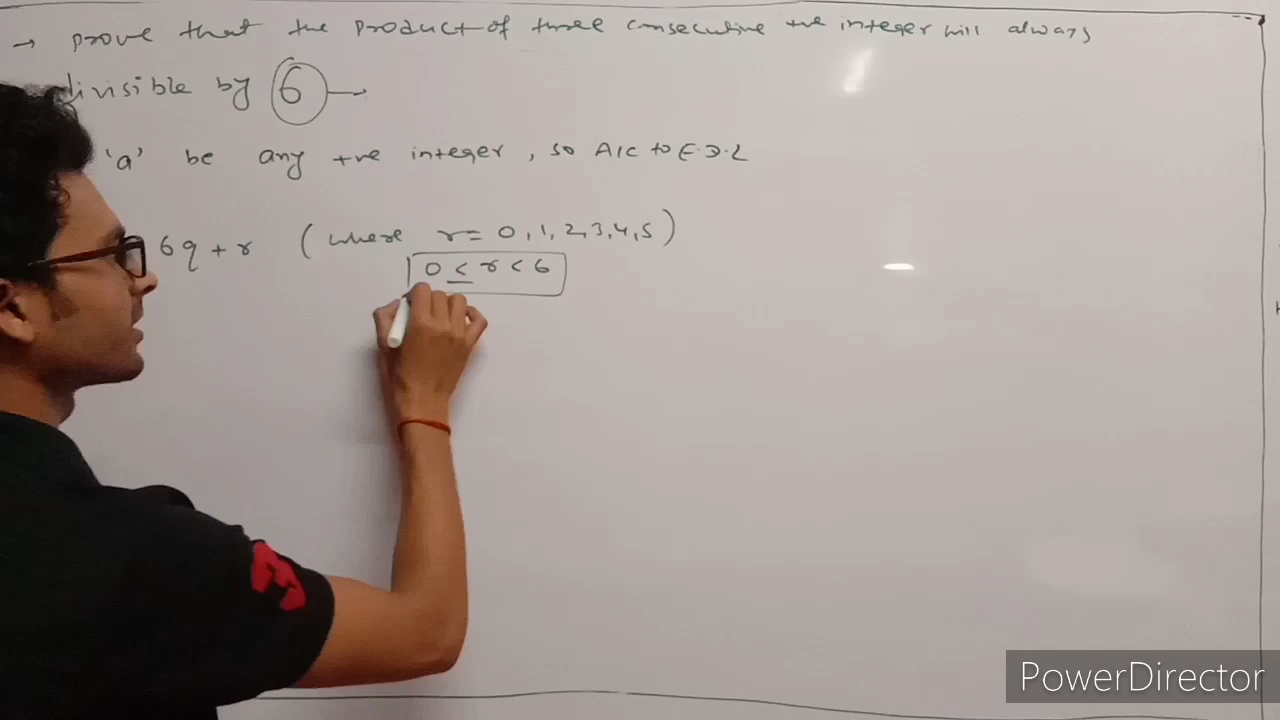 → prove that the product of three consecutive +ve integer will always
divisible by 6 →
'a' be any +ve integer, so A/C to E.D.L
6q + r (where r = 0, 1, 2, 3, 4, 5)
0 ≤ r < 6
PowerDirector